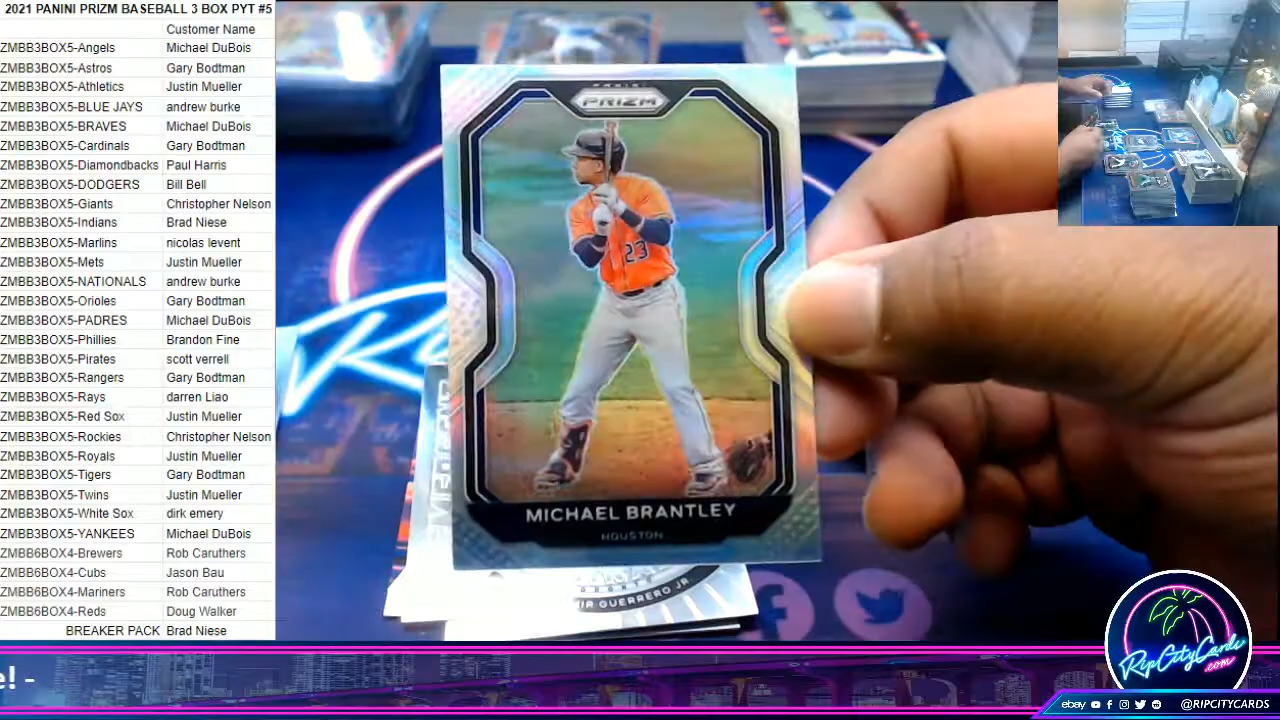 2021 PANINI PRIZM BASEBALL 3 BOX PYT #5
Customer Name
ZMBB3BOX5-Angels Michael DuBois
ZMBB3BOX5-Astros Gary Bodtman
ZMBB3BOX5-Athletics Justin Mueller
ZMBB3BOX5-BLUE JAYS andrew burke
ZMBB3BOX5-BRAVES Michael DuBois
ZMBB3BOX5-Cardinals Gary Bodtman
ZMBB3BOX5-Diamondbacks Paul Harris
ZMBB3BOX5-DODGERS Bill Bell
ZMBB3BOX5-Giants Christopher Nelson
ZMBB3BOX5-Indians Brad Niese
ZMBB3BOX5-Marlins nicolas levent
ZMBB3BOX5-Mets Justin Mueller
ZMBB3BOX5-NATIONALS andrew burke
ZMBB3BOX5-Orioles Gary Bodtman
ZMBB3BOX5-PADRES Michael DuBois
ZMBB3BOX5-Phillies Brandon Fine
ZMBB3BOX5-Pirates scott verrell
ZMBB3BOX5-Rangers Gary Bodtman
ZMBB3BOX5-Rays darren Liao
ZMBB3BOX5-Red Sox Justin Mueller
ZMBB3BOX5-Rockies Christopher Nelson
ZMBB3BOX5-Royals Justin Mueller
ZMBB3BOX5-Tigers Gary Bodtman
ZMBB3BOX5-Twins Justin Mueller
ZMBB3BOX5-White Sox dirk emery
ZMBB3BOX5-YANKEES Michael DuBois
ZMBB6BOX4-Brewers Rob Caruthers
ZMBB6BOX4-Cubs Jason Bau
ZMBB6BOX4-Mariners Rob Caruthers
ZMBB6BOX4-Reds Doug Walker
BREAKER PACK Brad Niese
PANINI
PRIZM
23
MICHAEL BRANTLEY
HOUSTON
GUERRERO JR
e! -
RipCityCards
.com
ebay @RIPCITYCARDS